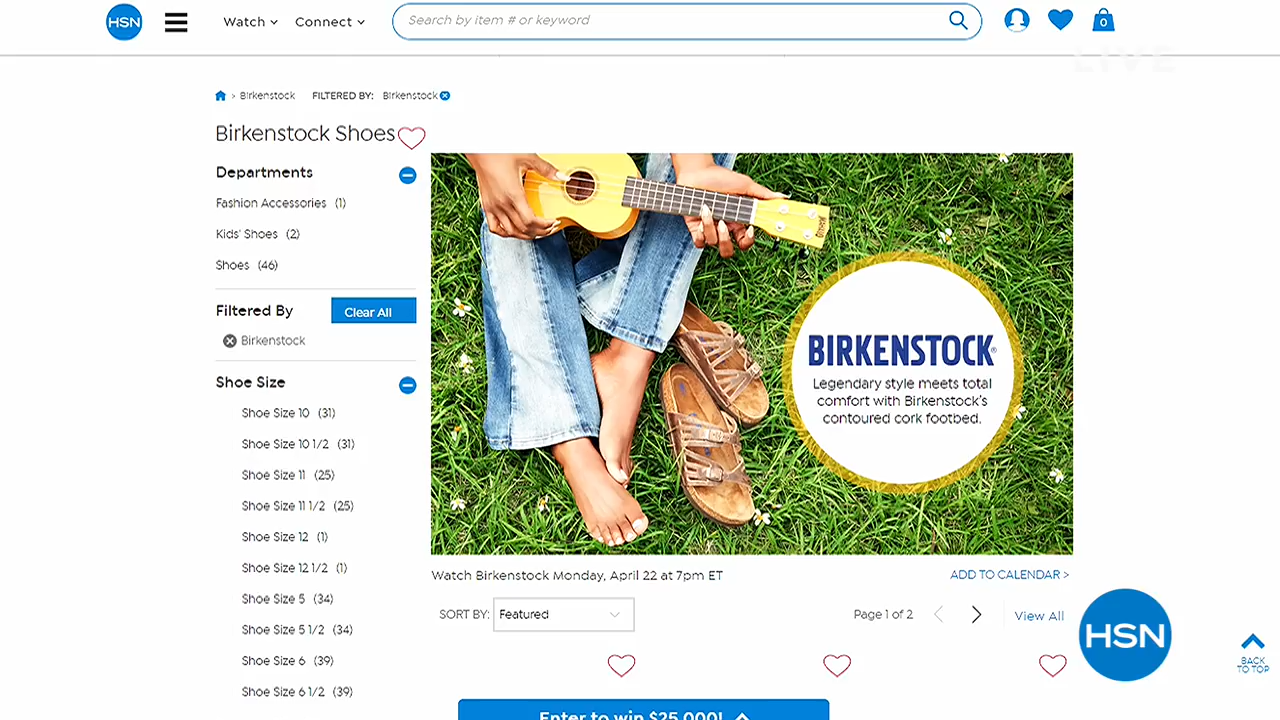 HSN
Watch
Connect
Search by item # or keyword
0
LIVE
> Birkenstock
FILTERED BY: Birkenstock
Birkenstock Shoes
Departments
Fashion Accessories (1)
Kids' Shoes (2)
Shoes (46)
Filtered By
Clear All
Birkenstock
Shoe Size
Shoe Size 10 (31)
Shoe Size 10 1/2 (31)
Shoe Size 11 (25)
Shoe Size 11 1/2 (25)
Shoe Size 12 (1)
Shoe Size 12 1/2 (1)
Shoe Size 5 (34)
Shoe Size 5 1/2 (34)
Shoe Size 6 (39)
Shoe Size 6 1/2 (39)
BIRKENSTOCK®
Legendary style meets total
comfort with Birkenstock's
contoured cork footbed.
Watch Birkenstock Monday, April 22 at 7pm ET
ADD TO CALENDAR >
SORT BY: Featured
Page 1 of 2
View All
HSN
BACK
TO TOP
Enter to win $25,000!